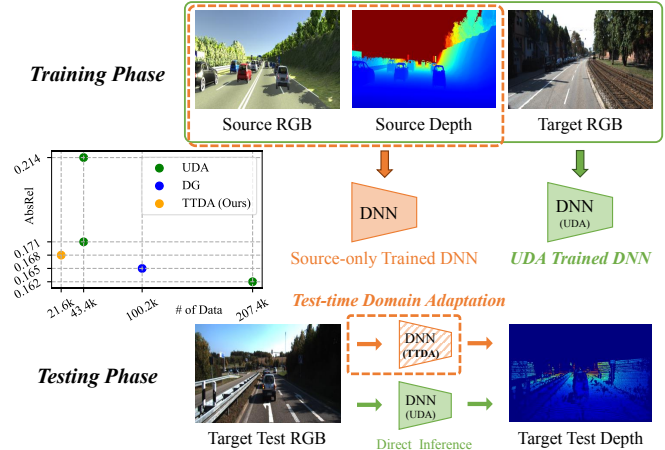 Training Phase
Source RGB
Source Depth
Target RGB
0.214
0.171
0.168
0.165
0.162
AbsRel
UDA
DG
TTDA (Ours)
21.6k
43.4k
100.2k
207.4k
# of Data
DNN
Source-only Trained DNN
DNN
(UDA)
UDA Trained DNN
Test-time Domain Adaptation
Testing Phase
DNN
(TTDA)
DNN
(UDA)
Target Test RGB
Direct Inference
Target Test Depth